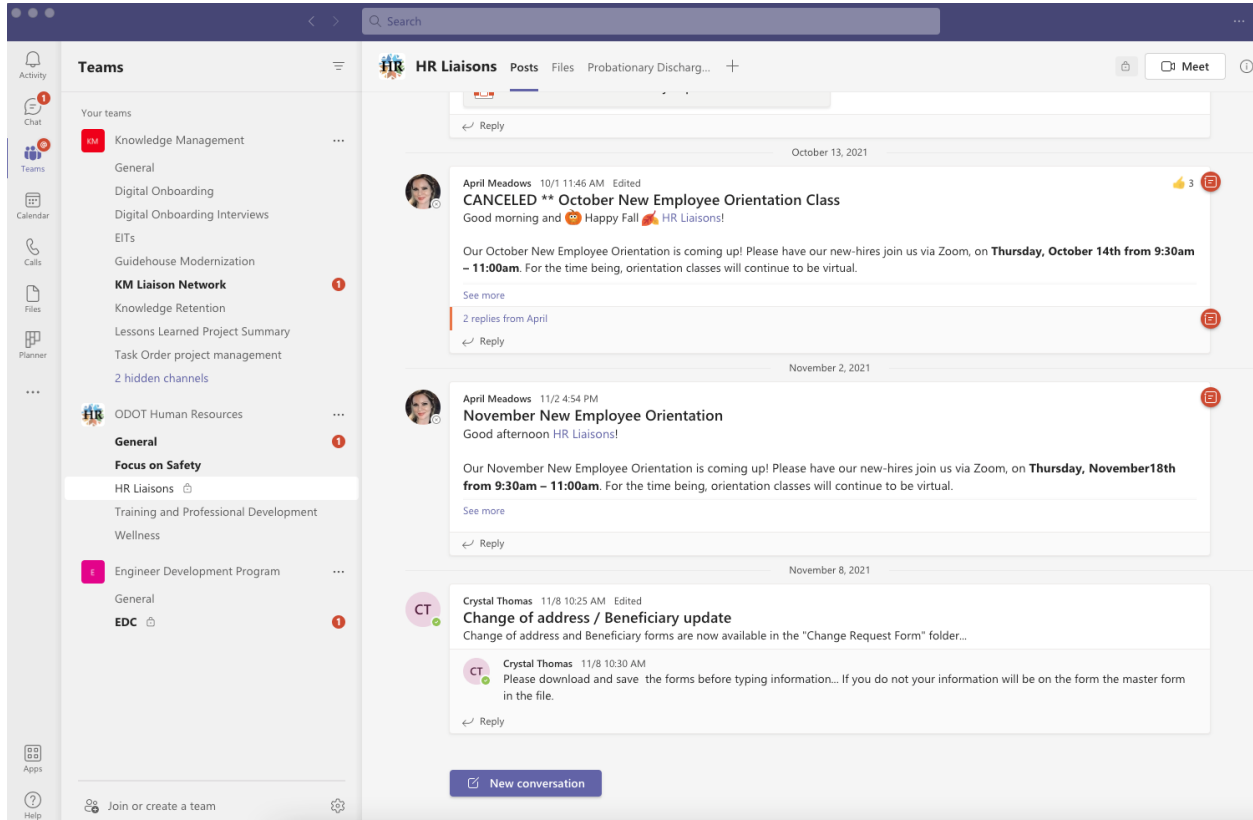 Search
Activity
Chat
1
Teams
Calendar
Calls
Files
Planner
Apps
Help
Teams
Your teams
KM
Knowledge Management
General
Digital Onboarding
Digital Onboarding Interviews
EITs
Guidehouse Modernization
KM Liaison Network 1
Knowledge Retention
Lessons Learned Project Summary
Task Order project management
2 hidden channels
HR ODOT Human Resources
General 1
Focus on Safety
HR Liaisons
Training and Professional Development
Wellness
E Engineer Development Program
General
EDC 1
Join or create a team
HR HR Liaisons Posts Files Probationary Discharg... Meet
Reply
October 13, 2021
April Meadows 10/1 11:46 AM Edited 3
CANCELED ** October New Employee Orientation Class
Good morning and 🎃 Happy Fall 🍂 HR Liaisons!
Our October New Employee Orientation is coming up! Please have our new-hires join us via Zoom, on Thursday, October 14th from 9:30am
– 11:00am. For the time being, orientation classes will continue to be virtual.
See more
2 replies from April
Reply
November 2, 2021
April Meadows 11/2 4:54 PM
November New Employee Orientation
Good afternoon HR Liaisons!
Our November New Employee Orientation is coming up! Please have our new-hires join us via Zoom, on Thursday, November18th
from 9:30am – 11:00am. For the time being, orientation classes will continue to be virtual.
See more
Reply
November 8, 2021
CT
Crystal Thomas 11/8 10:25 AM Edited
Change of address / Beneficiary update
Change of address and Beneficiary forms are now available in the "Change Request Form" folder...
CT
Crystal Thomas 11/8 10:30 AM
Please download and save the forms before typing information... If you do not your information will be on the form the master form
in the file.
Reply
New conversation